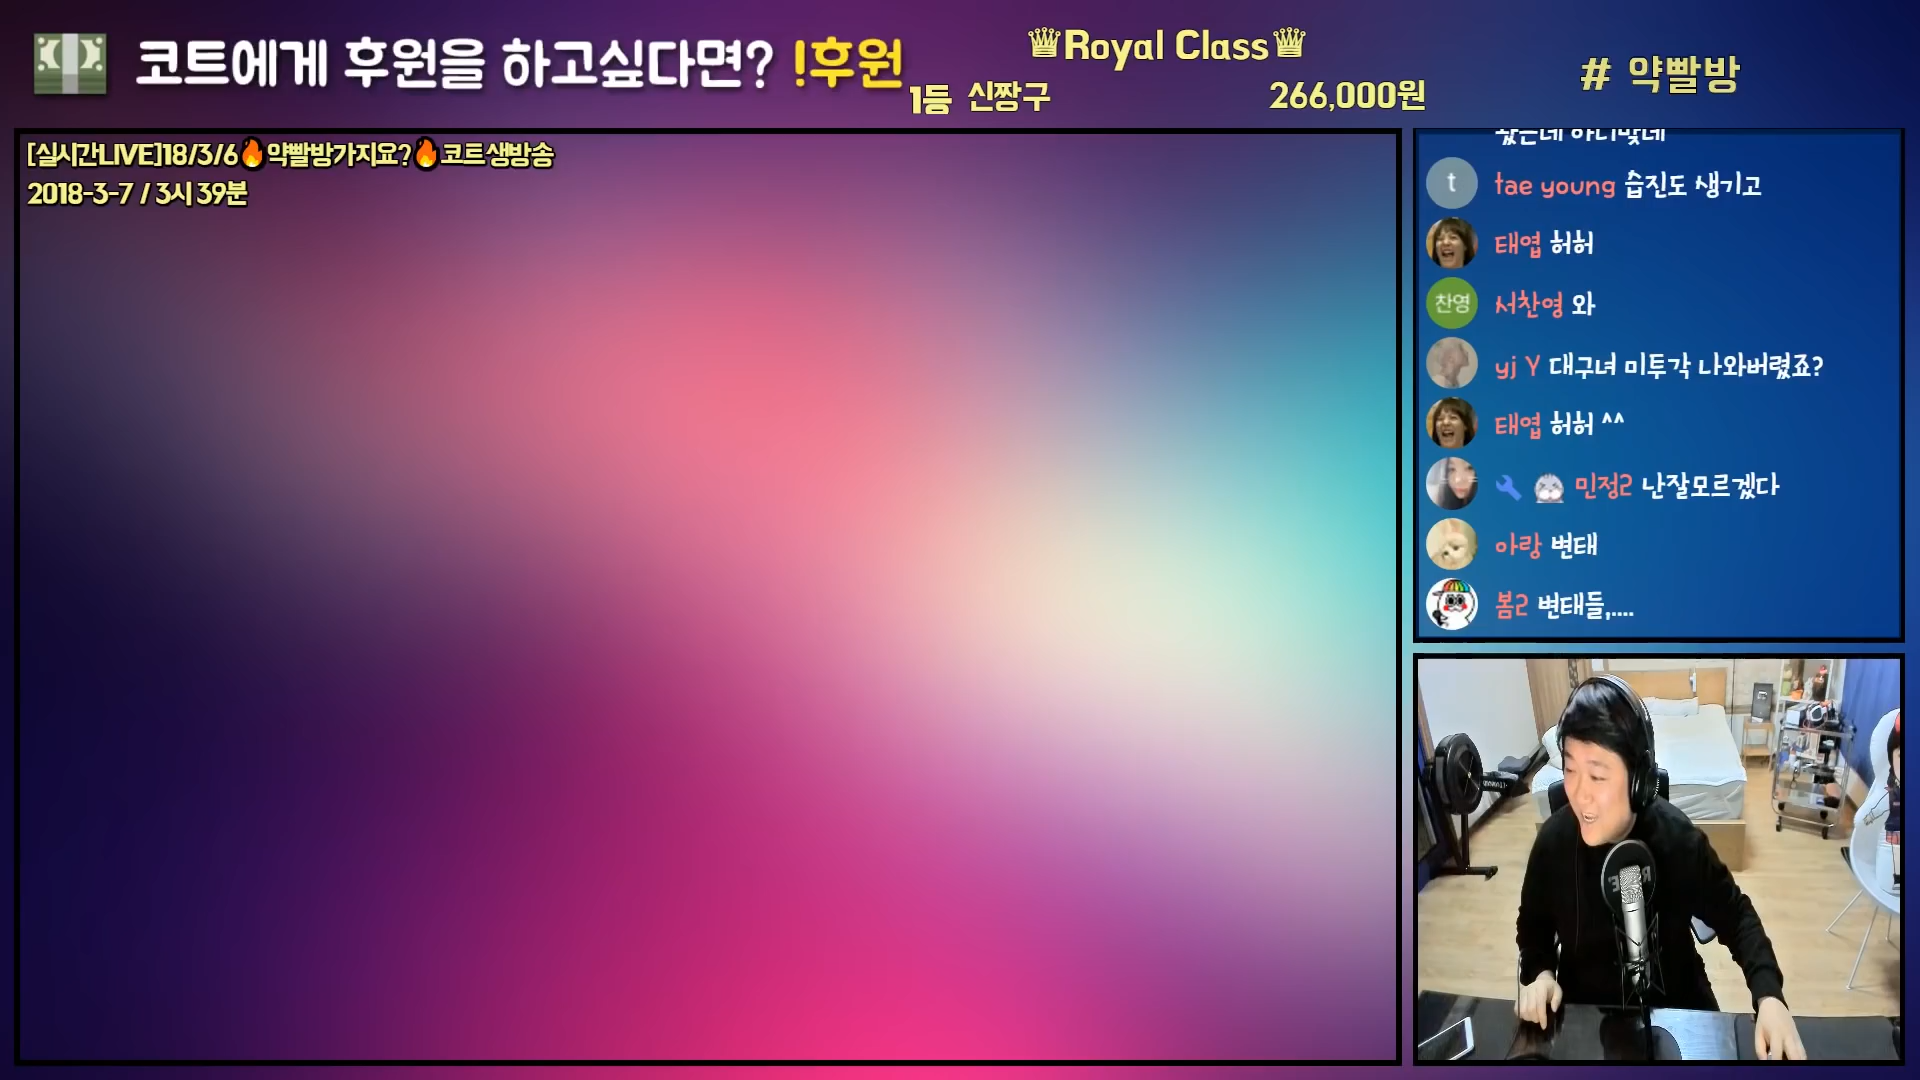 코트에게 후원을 하고싶다면? !후원
♛Royal Class♛
1등 신짱구 266,000원
# 약빨방
[실시간LIVE]18/3/6🔥약빨방가지요?🔥코트생방송
2018-3-7 / 3시 39분
t tae young 습진도 생기고
태엽 허허
찬영 서찬영 와
yj Y 대구녀 미투각 나와버렸죠?
태엽 허허 ^^
민정2 난잘모르겠다
아랑 변태
봄2 변태들,....